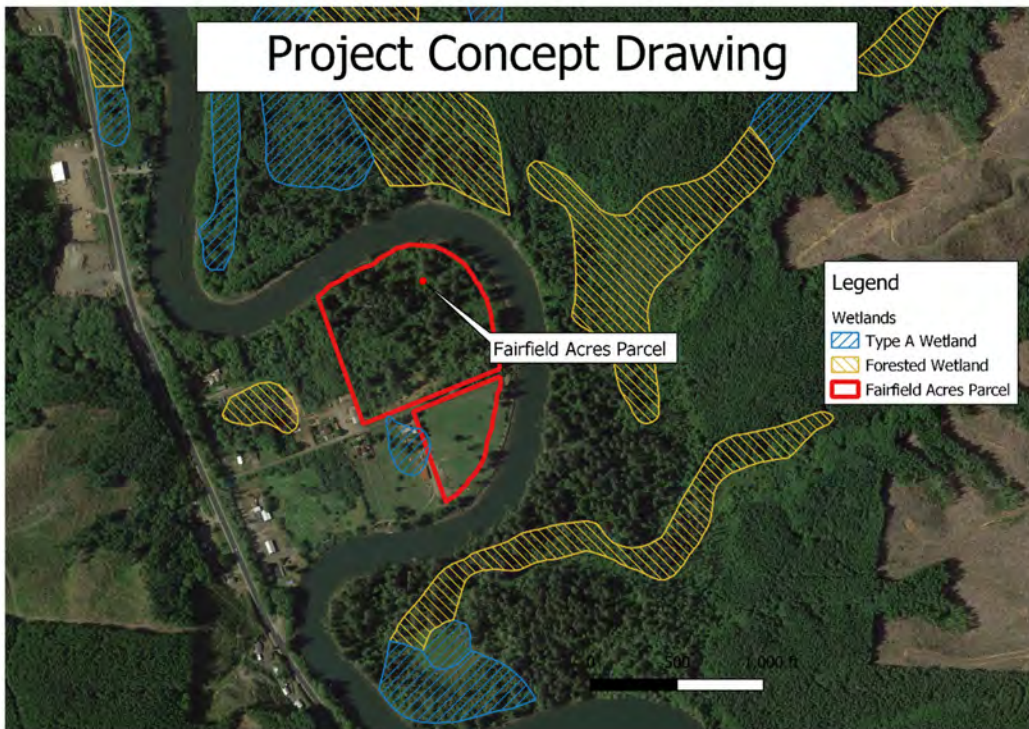 Project Concept Drawing
Fairfield Acres Parcel
Legend
Wetlands
Type A Wetland
Forested Wetland
Fairfield Acres Parcel
0 500 1,000 ft